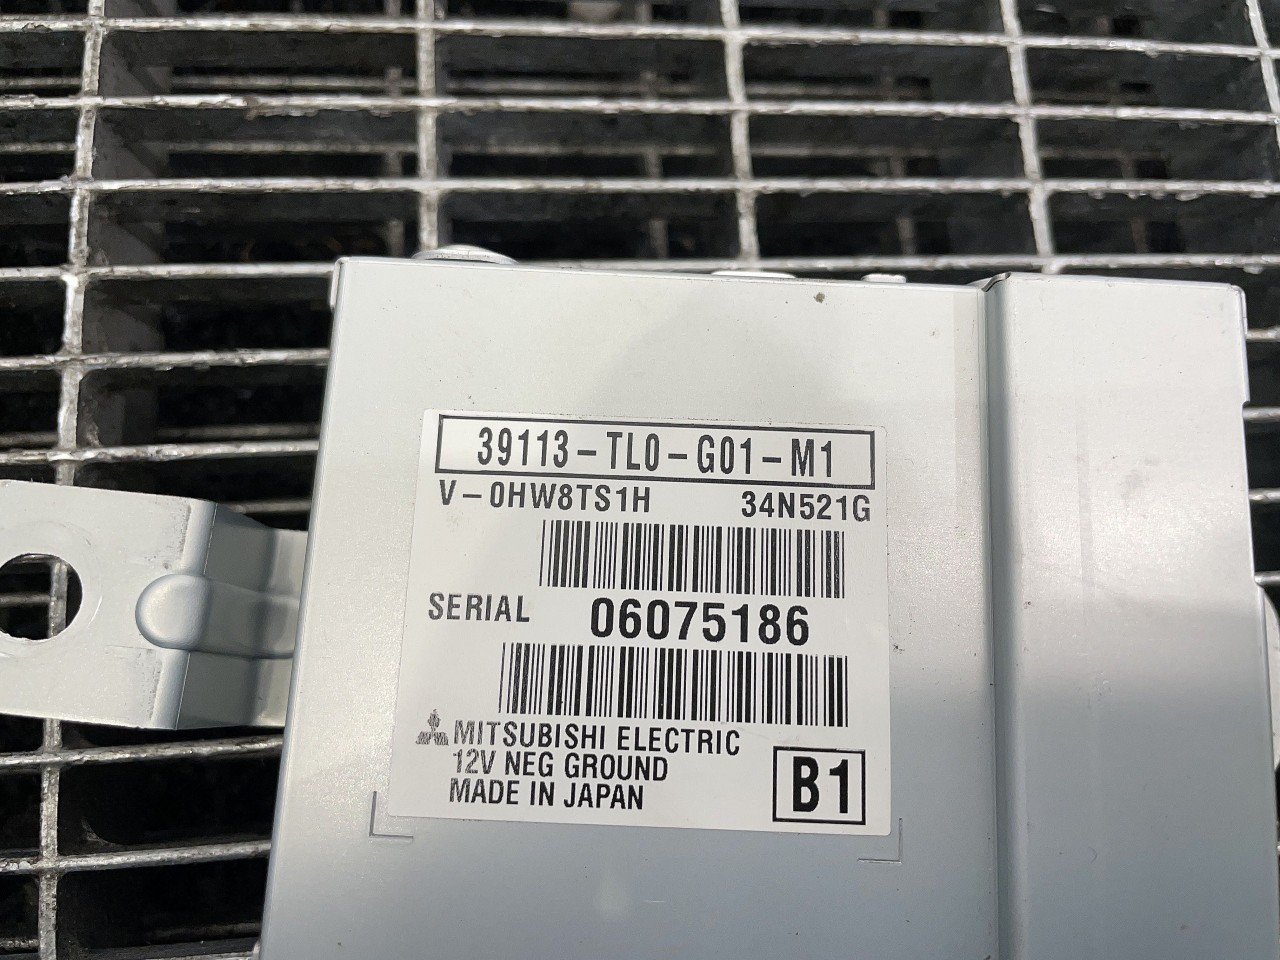 39113-TL0-G01-M1
V-0HW8TS1H 34N521G
SERIAL 06075186
MITSUBISHI ELECTRIC
12V NEG GROUND
MADE IN JAPAN
B1